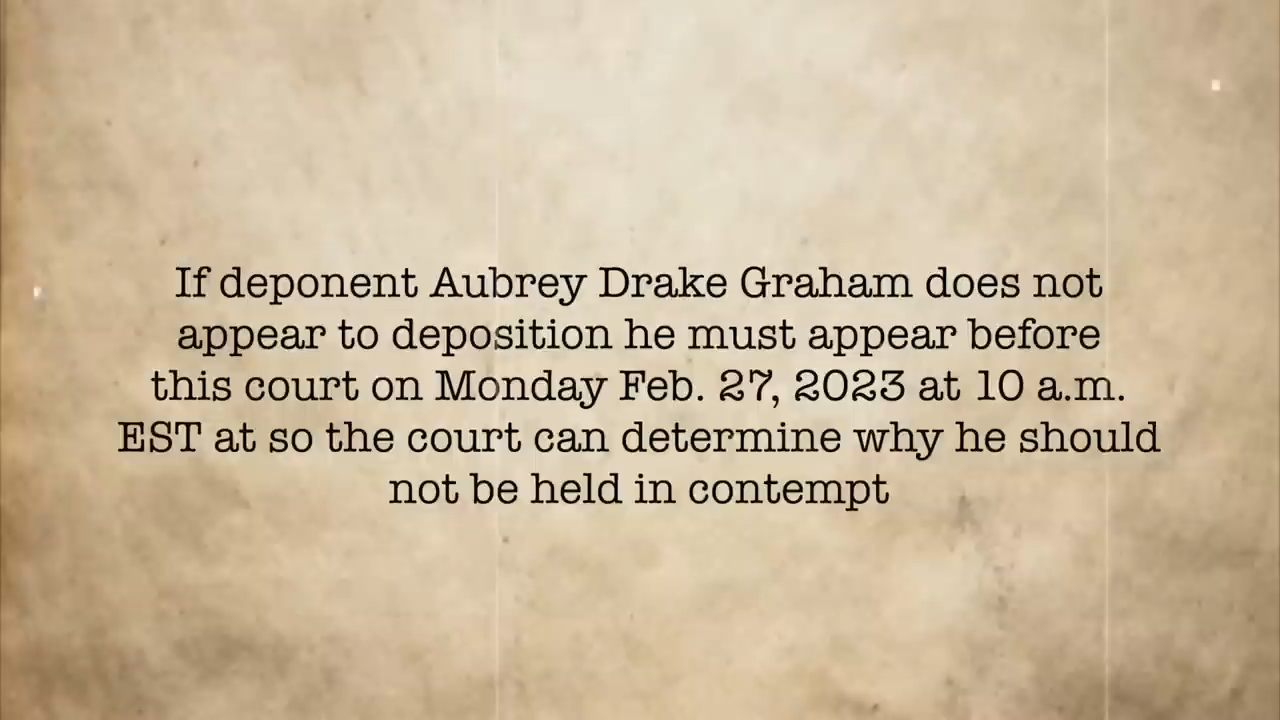 If deponent Aubrey Drake Graham does not
appear to deposition he must appear before
this court on Monday Feb. 27, 2023 at 10 a.m.
EST at so the court can determine why he should
not be held in contempt